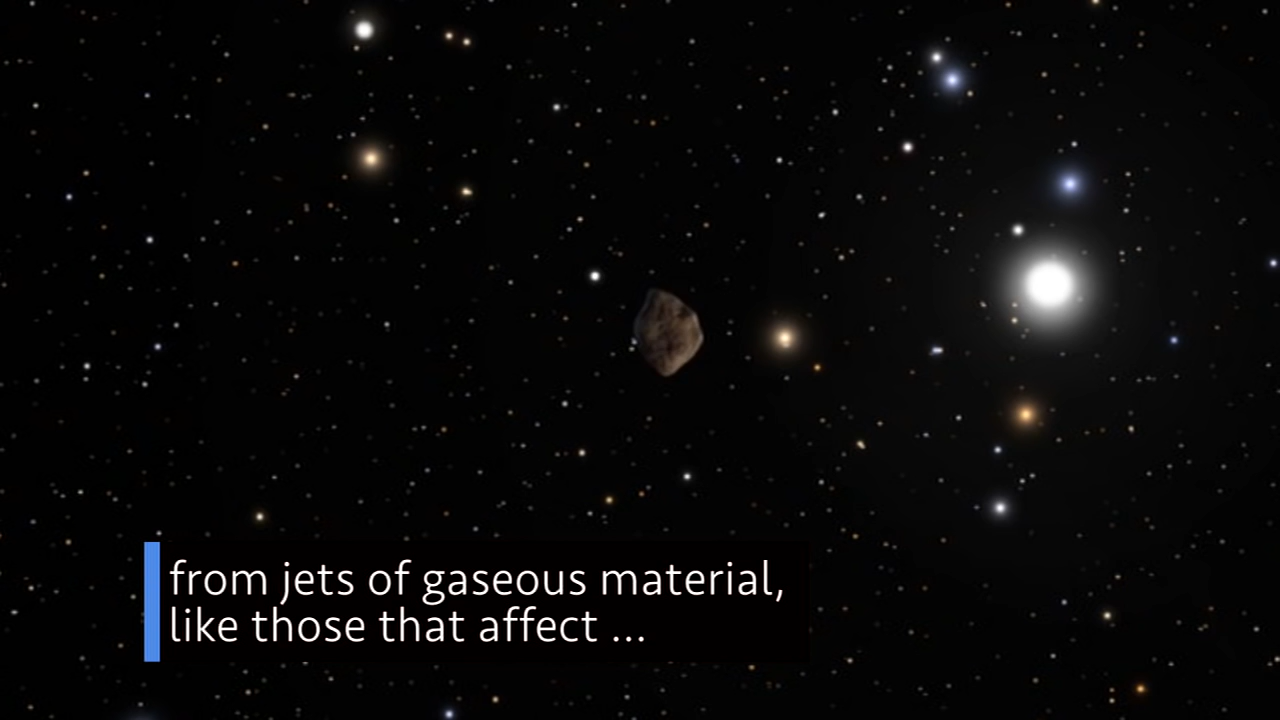 from jets of gaseous material,
like those that affect ...